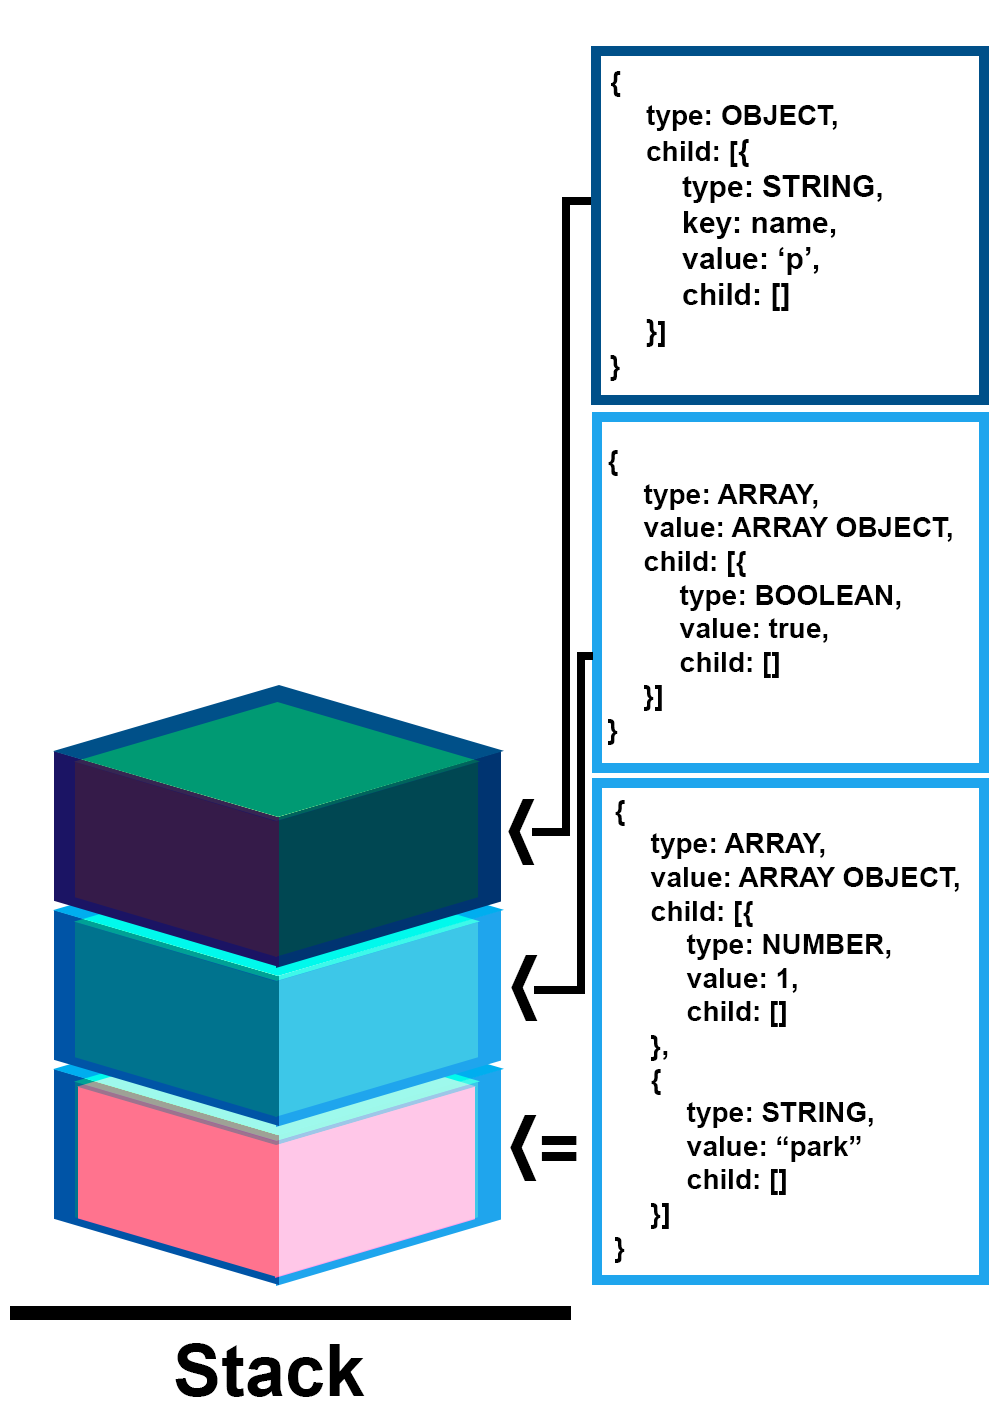 {
type: OBJECT,
child: [{
type: STRING,
key: name,
value: ‘p’,
child: []
}]
}
{
type: ARRAY,
value: ARRAY OBJECT,
child: [{
type: BOOLEAN,
value: true,
child: []
}]
}
{
type: ARRAY,
value: ARRAY OBJECT,
child: [{
type: NUMBER,
value: 1,
child: []
},
{
type: STRING,
value: “park”
child: []
}]
}
Stack